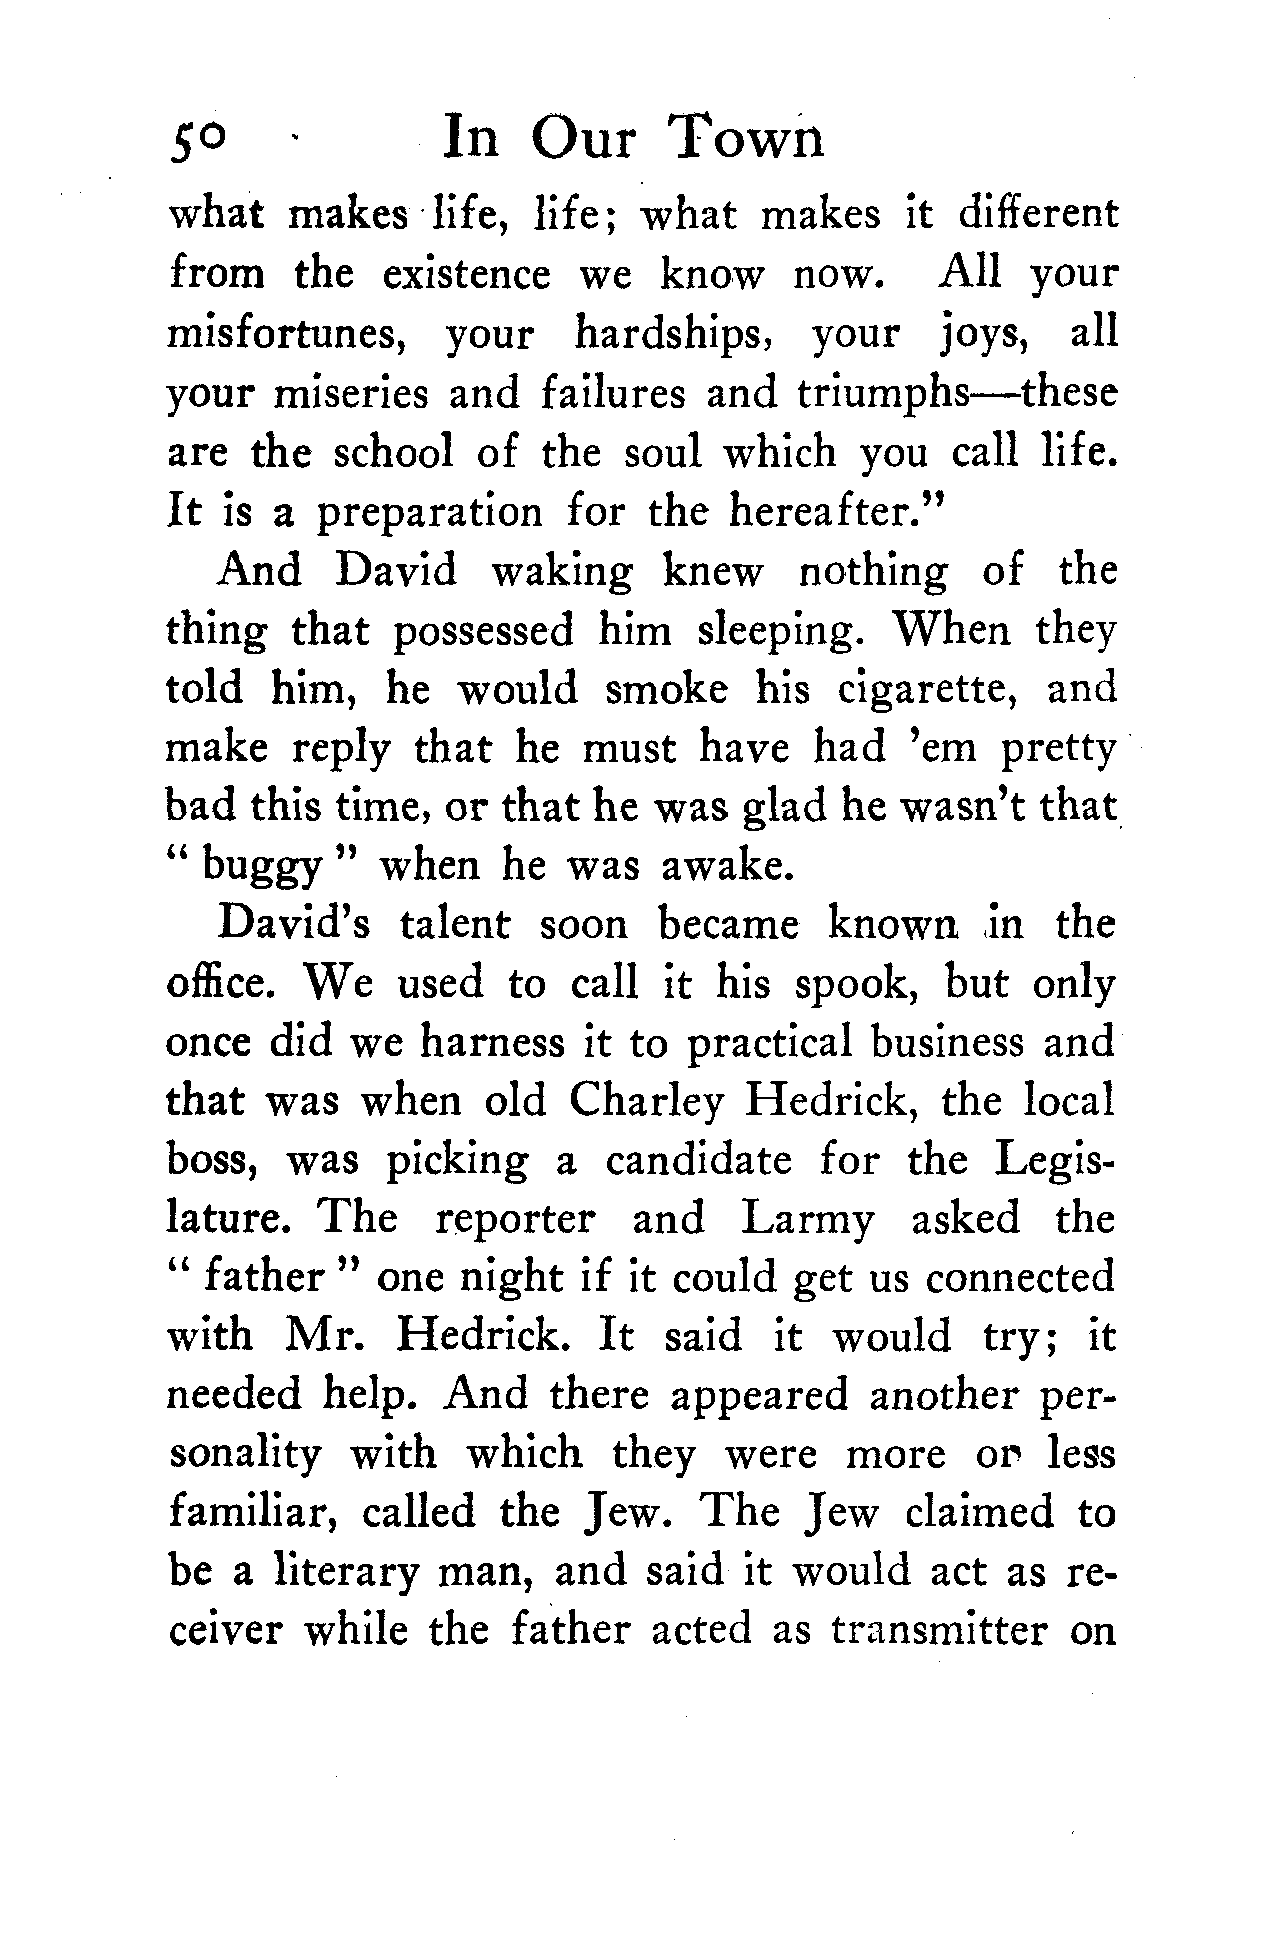 50 In Our Town
what makes life, life; what makes it different
from the existence we know now. All your
misfortunes, your hardships, your joys, all
your miseries and failures and triumphs—these
are the school of the soul which you call life.
It is a preparation for the hereafter.”
And David waking knew nothing of the
thing that possessed him sleeping. When they
told him, he would smoke his cigarette, and
make reply that he must have had ’em pretty
bad this time, or that he was glad he wasn’t that
“ buggy ” when he was awake.
David’s talent soon became known in the
office. We used to call it his spook, but only
once did we harness it to practical business and
that was when old Charley Hedrick, the local
boss, was picking a candidate for the Legis-
lature. The reporter and Larmy asked the
“ father ” one night if it could get us connected
with Mr. Hedrick. It said it would try; it
needed help. And there appeared another per-
sonality with which they were more or less
familiar, called the Jew. The Jew claimed to
be a literary man, and said it would act as re-
ceiver while the father acted as transmitter on